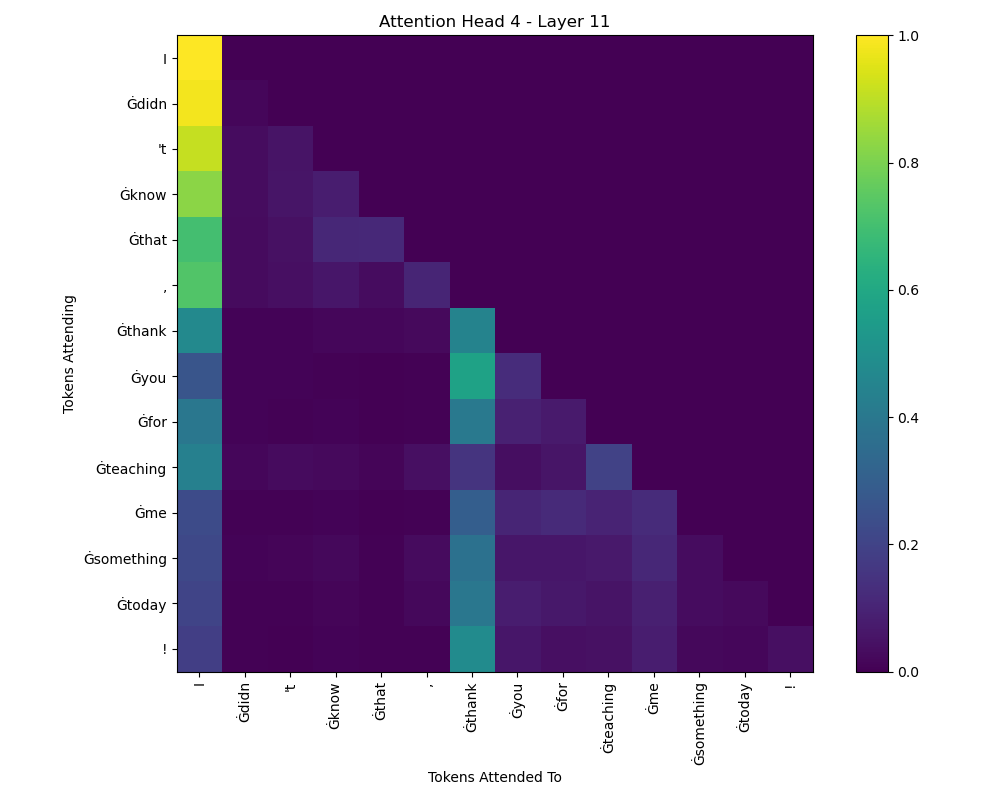 Attention Head 4 - Layer 11
Tokens Attending
I
Ġdidn
't
Ġknow
Ġthat
,
Ġthank
Ġyou
Ġfor
Ġteaching
Ġme
Ġsomething
Ġtoday
!
I
Ġdidn
't
Ġknow
Ġthat
,
Ġthank
Ġyou
Ġfor
Ġteaching
Ġme
Ġsomething
Ġtoday
!
Tokens Attended To
1.0
0.8
0.6
0.4
0.2
0.0